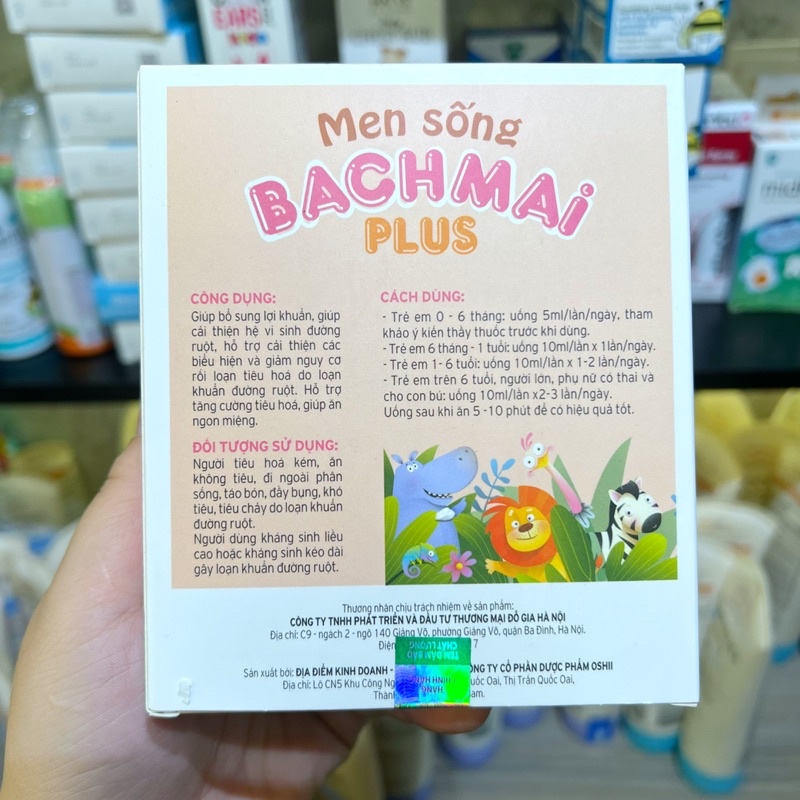 Men sống
BACHMAI
PLUS
CÔNG DỤNG:
Giúp bổ sung lợi khuẩn, giúp
cải thiện hệ vi sinh đường
ruột, hỗ trợ cải thiện các
biểu hiện và giảm nguy cơ
rối loạn tiêu hoá do loạn
khuẩn đường ruột. Hỗ trợ
tăng cường tiêu hoá, giúp ăn
ngon miệng.
ĐỐI TƯỢNG SỬ DỤNG:
Người tiêu hoá kém, ăn
không tiêu, đi ngoài phân
sống, táo bón, đầy bụng, khó
tiêu, tiêu chảy do loạn khuẩn
đường ruột.
Người dùng kháng sinh liều
cao hoặc kháng sinh kéo dài
gây loạn khuẩn đường ruột.
CÁCH DÙNG:
- Trẻ em 0 - 6 tháng: uống 5ml/lần/ngày, tham
khảo ý kiến thầy thuốc trước khi dùng.
- Trẻ em 6 tháng - 1 tuổi: uống 10ml/lần x 1lần/ngày.
- Trẻ em 1- 6 tuổi: uống 10ml/lần x 1-2 lần/ngày.
- Trẻ em trên 6 tuổi, người lớn, phụ nữ có thai và
cho con bú: uống 10ml/lần x2-3 lần/ngày.
Uống sau khi ăn 5 -10 phút để có hiệu quả tốt.
Thương nhân chịu trách nhiệm về sản phẩm:
CÔNG TY TNHH PHÁT TRIỂN VÀ ĐẦU TƯ THƯƠNG MẠI ĐỖ GIA HÀ NỘI
Địa chỉ: C9 - ngách 2 - ngõ 140 Giảng Võ, phường Giảng Võ, quận Ba Đình, Hà Nội.
7
TEM ĐẢM BẢO
CHẤT LƯỢNG
Sản xuất bởi: ĐỊA ĐIỂM KINH DOANH - CÔNG TY CỔ PHẦN DƯỢC PHẨM OSHII
Địa chỉ: Lô CN5 Khu Công Quốc Oai, Thị Trấn Quốc Oai,
HÀNG
CHÍNH HÃNG